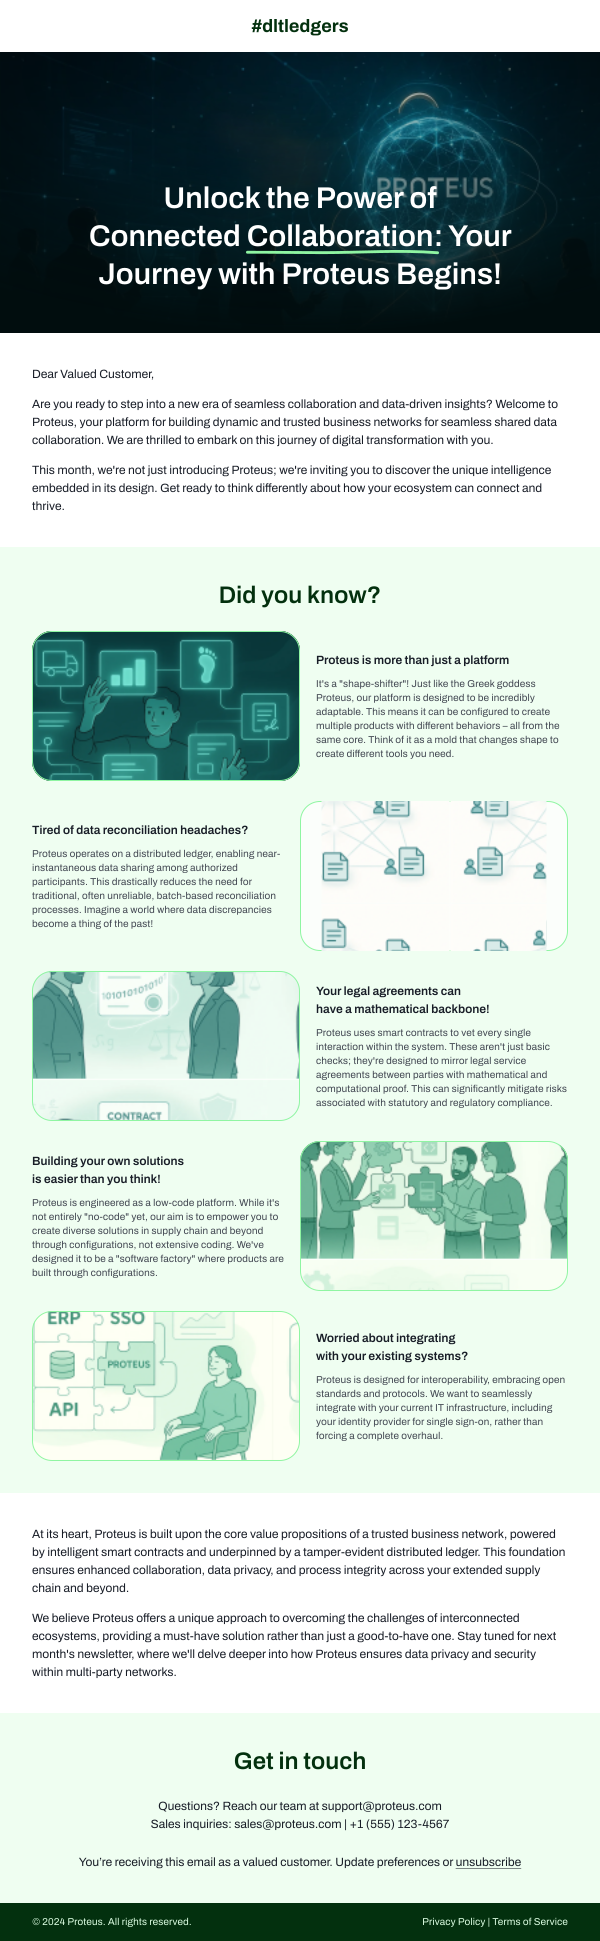 #dltledgers
PROTEUS
Unlock the Power of
Connected Collaboration: Your
Journey with Proteus Begins!
Dear Valued Customer,
Are you ready to step into a new era of seamless collaboration and data-driven insights? Welcome to
Proteus, your platform for building dynamic and trusted business networks for seamless shared data
collaboration. We are thrilled to embark on this journey of digital transformation with you.
This month, we're not just introducing Proteus; we're inviting you to discover the unique intelligence
embedded in its design. Get ready to think differently about how your ecosystem can connect and
thrive.
Did you know?
Proteus is more than just a platform
It's a "shape-shifter"! Just like the Greek goddess
Proteus, our platform is designed to be incredibly
adaptable. This means it can be configured to create
multiple products with different behaviors – all from the
same core. Think of it as a mold that changes shape to
create different tools you need.
Tired of data reconciliation headaches?
Proteus operates on a distributed ledger, enabling near-
instantaneous data sharing among authorized
participants. This drastically reduces the need for
traditional, often unreliable, batch-based reconciliation
processes. Imagine a world where data discrepancies
become a thing of the past!
1010101010101
CONTRACT
Your legal agreements can
have a mathematical backbone!
Proteus uses smart contracts to vet every single
interaction within the system. These aren't just basic
checks; they're designed to mirror legal service
agreements between parties with mathematical and
computational proof. This can significantly mitigate risks
associated with statutory and regulatory compliance.
Building your own solutions
is easier than you think!
Proteus is engineered as a low-code platform. While it's
not entirely "no-code" yet, our aim is to empower you to
create diverse solutions in supply chain and beyond
through configurations, not extensive coding. We've
designed it to be a "software factory" where products are
built through configurations.
ERP SSO
PROTEUS
API
Worried about integrating
with your existing systems?
Proteus is designed for interoperability, embracing open
standards and protocols. We want to seamlessly
integrate with your current IT infrastructure, including
your identity provider for single sign-on, rather than
forcing a complete overhaul.
At its heart, Proteus is built upon the core value propositions of a trusted business network, powered
by intelligent smart contracts and underpinned by a tamper-evident distributed ledger. This foundation
ensures enhanced collaboration, data privacy, and process integrity across your extended supply
chain and beyond.
We believe Proteus offers a unique approach to overcoming the challenges of interconnected
ecosystems, providing a must-have solution rather than just a good-to-have one. Stay tuned for next
month's newsletter, where we'll delve deeper into how Proteus ensures data privacy and security
within multi-party networks.
Get in touch
Questions? Reach our team at support@proteus.com
Sales inquiries: sales@proteus.com | +1 (555) 123-4567
You're receiving this email as a valued customer. Update preferences or unsubscribe
© 2024 Proteus. All rights reserved.
Privacy Policy | Terms of Service